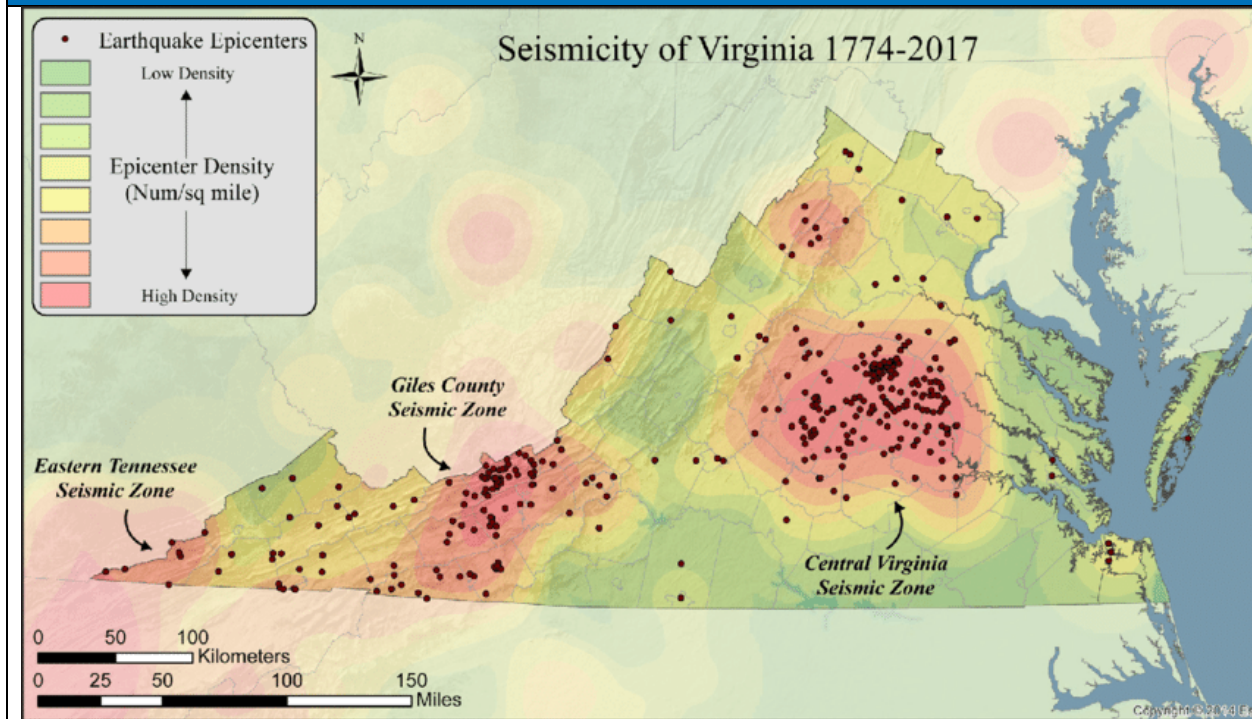 Seismicity of Virginia 1774-2017
Earthquake Epicenters
Low Density
Epicenter Density
(Num/sq mile)
High Density
N
Giles County
Seismic Zone
Eastern Tennessee
Seismic Zone
Central Virginia
Seismic Zone
0 50 100
Kilometers
0 25 50 100 150
Miles
Copyright